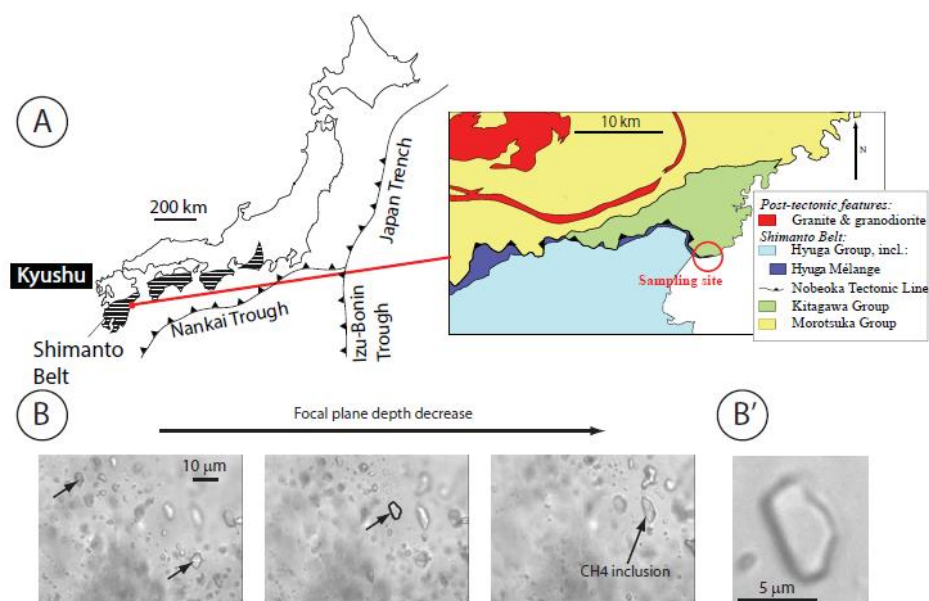 A
200 km
Kyushu
Shimanto
Belt
Nankai Trough
Japan Trench
Izu-Bonin
Trough
10 km
N
Sampling site
Post-tectonic features:
Granite & granodiorite
Shimanto Belt:
Hyuga Group, incl.:
Hyuga Mélange
Nobeoka Tectonic Line
Kitagawa Group
Morotsuka Group
B
Focal plane depth decrease
B'
10 μm
CH4 inclusion
5 μm